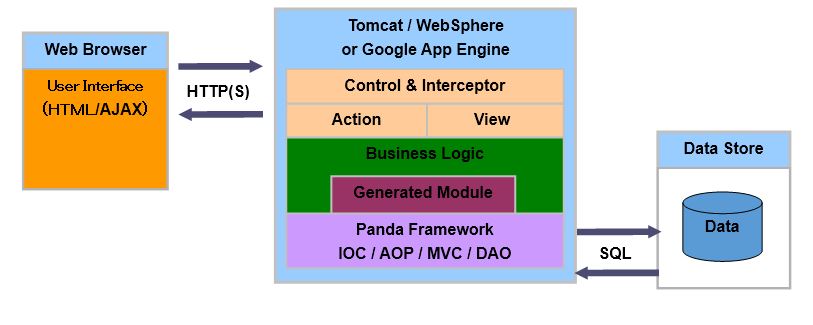 Web Browser
User Interface
(HTML/AJAX)
HTTP(S)
Tomcat / WebSphere
or Google App Engine
Control & Interceptor
Action
View
Business Logic
Generated Module
Panda Framework
IOC / AOP / MVC / DAO
SQL
Data Store
Data